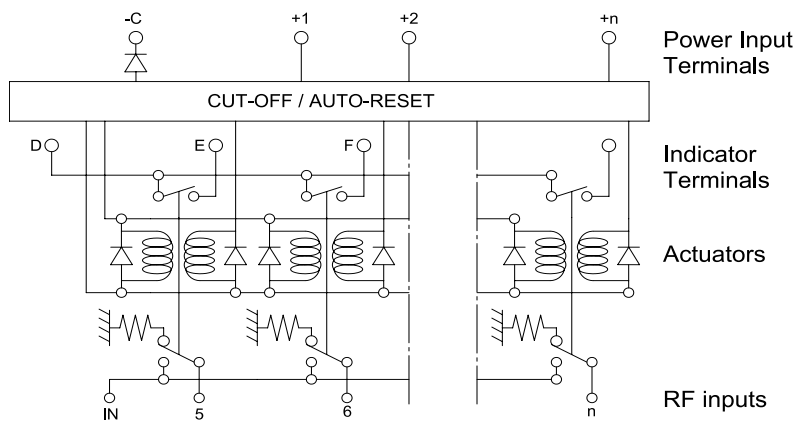 -C +1 +2 +n Power Input
Terminals
CUT-OFF / AUTO-RESET
D E F Indicator
Terminals
Actuators
IN 5 6 n RF inputs